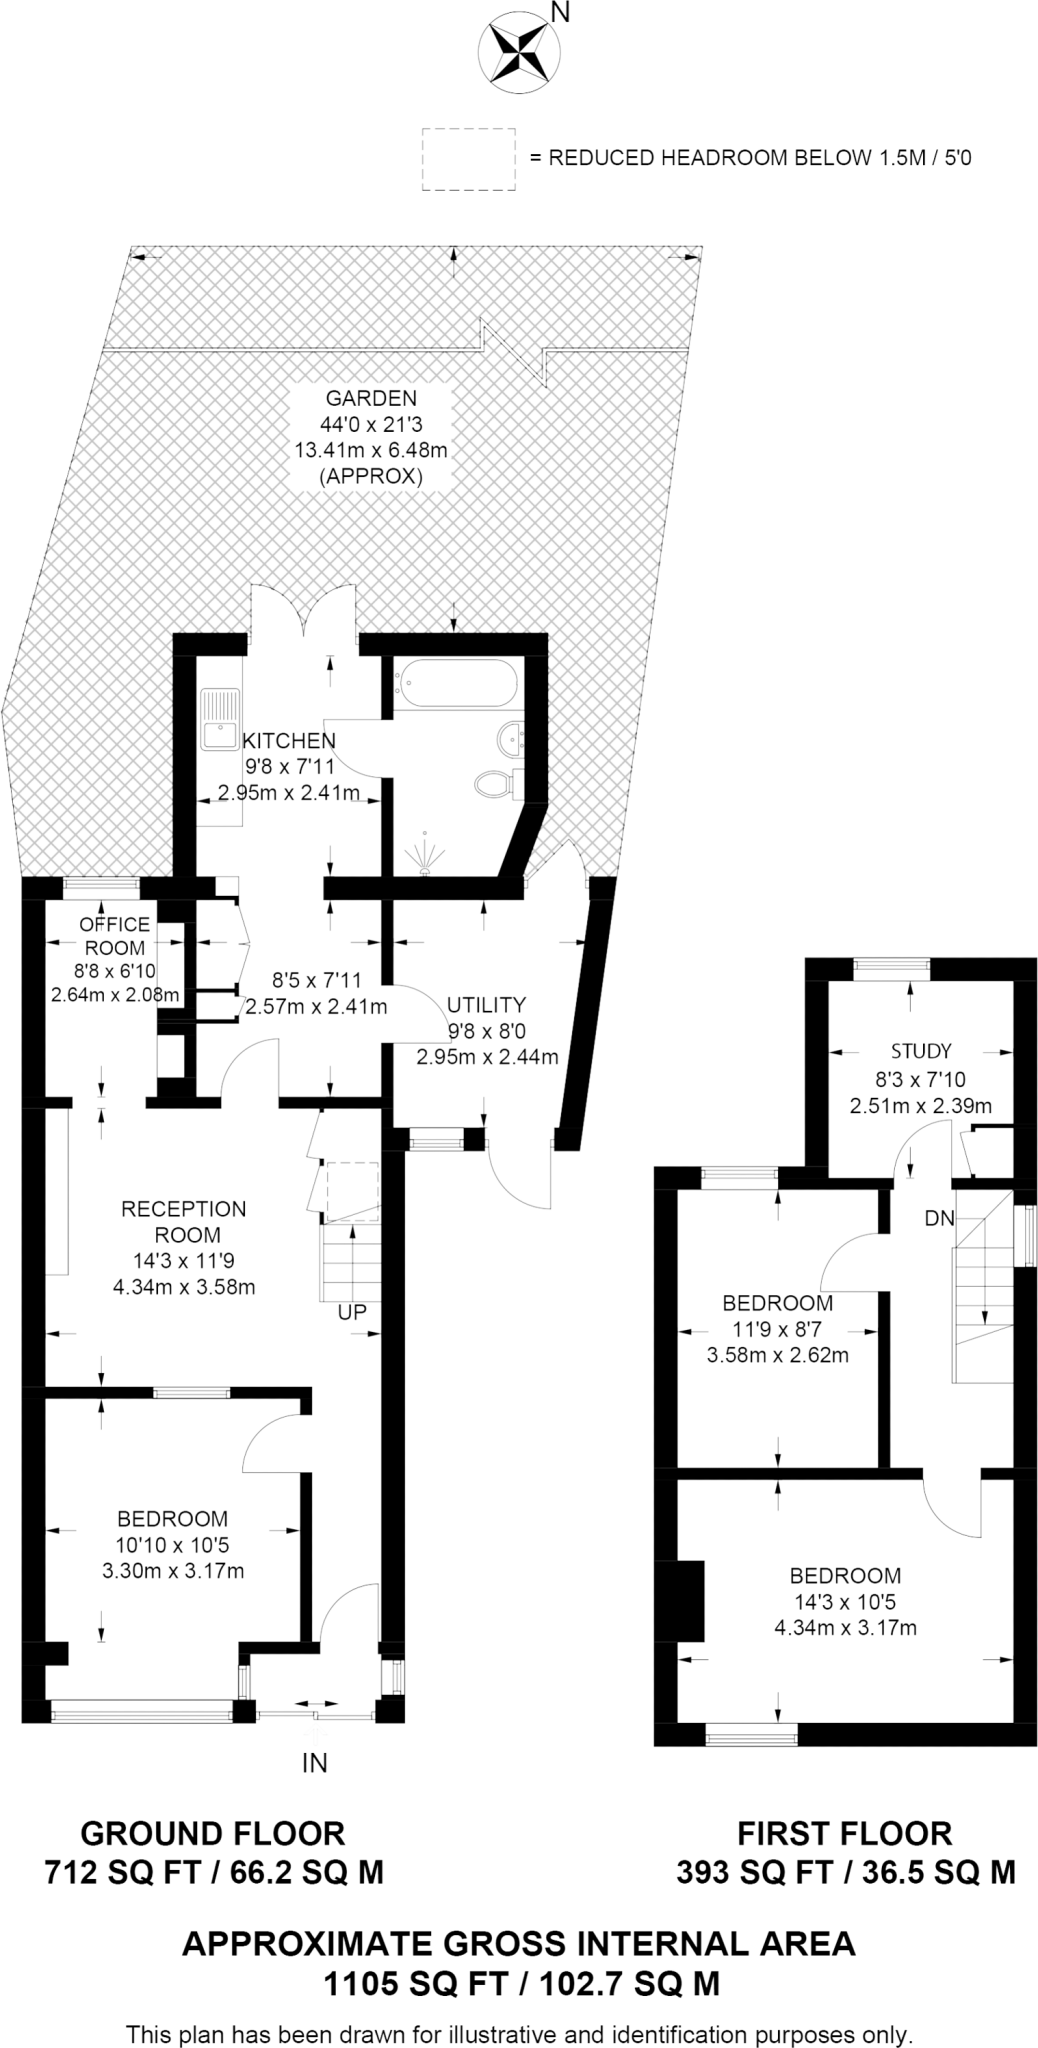 N
= REDUCED HEADROOM BELOW 1.5M / 5'0
GARDEN
44'0 x 21'3
13.41m x 6.48m
(APPROX)
KITCHEN
9'8 x 7'11
2.95m x 2.41m
OFFICE
ROOM
8'8 x 6'10
2.64m x 2.08m
8'5 x 7'11
2.57m x 2.41m
UTILITY
9'8 x 8'0
2.95m x 2.44m
STUDY
8'3 x 7'10
2.51m x 2.39m
RECEPTION
ROOM
14'3 x 11'9
4.34m x 3.58m
UP
DN
BEDROOM
11'9 x 8'7
3.58m x 2.62m
BEDROOM
10'10 x 10'5
3.30m x 3.17m
BEDROOM
14'3 x 10'5
4.34m x 3.17m
IN
GROUND FLOOR
712 SQ FT / 66.2 SQ M
FIRST FLOOR
393 SQ FT / 36.5 SQ M
APPROXIMATE GROSS INTERNAL AREA
1105 SQ FT / 102.7 SQ M
This plan has been drawn for illustrative and identification purposes only.